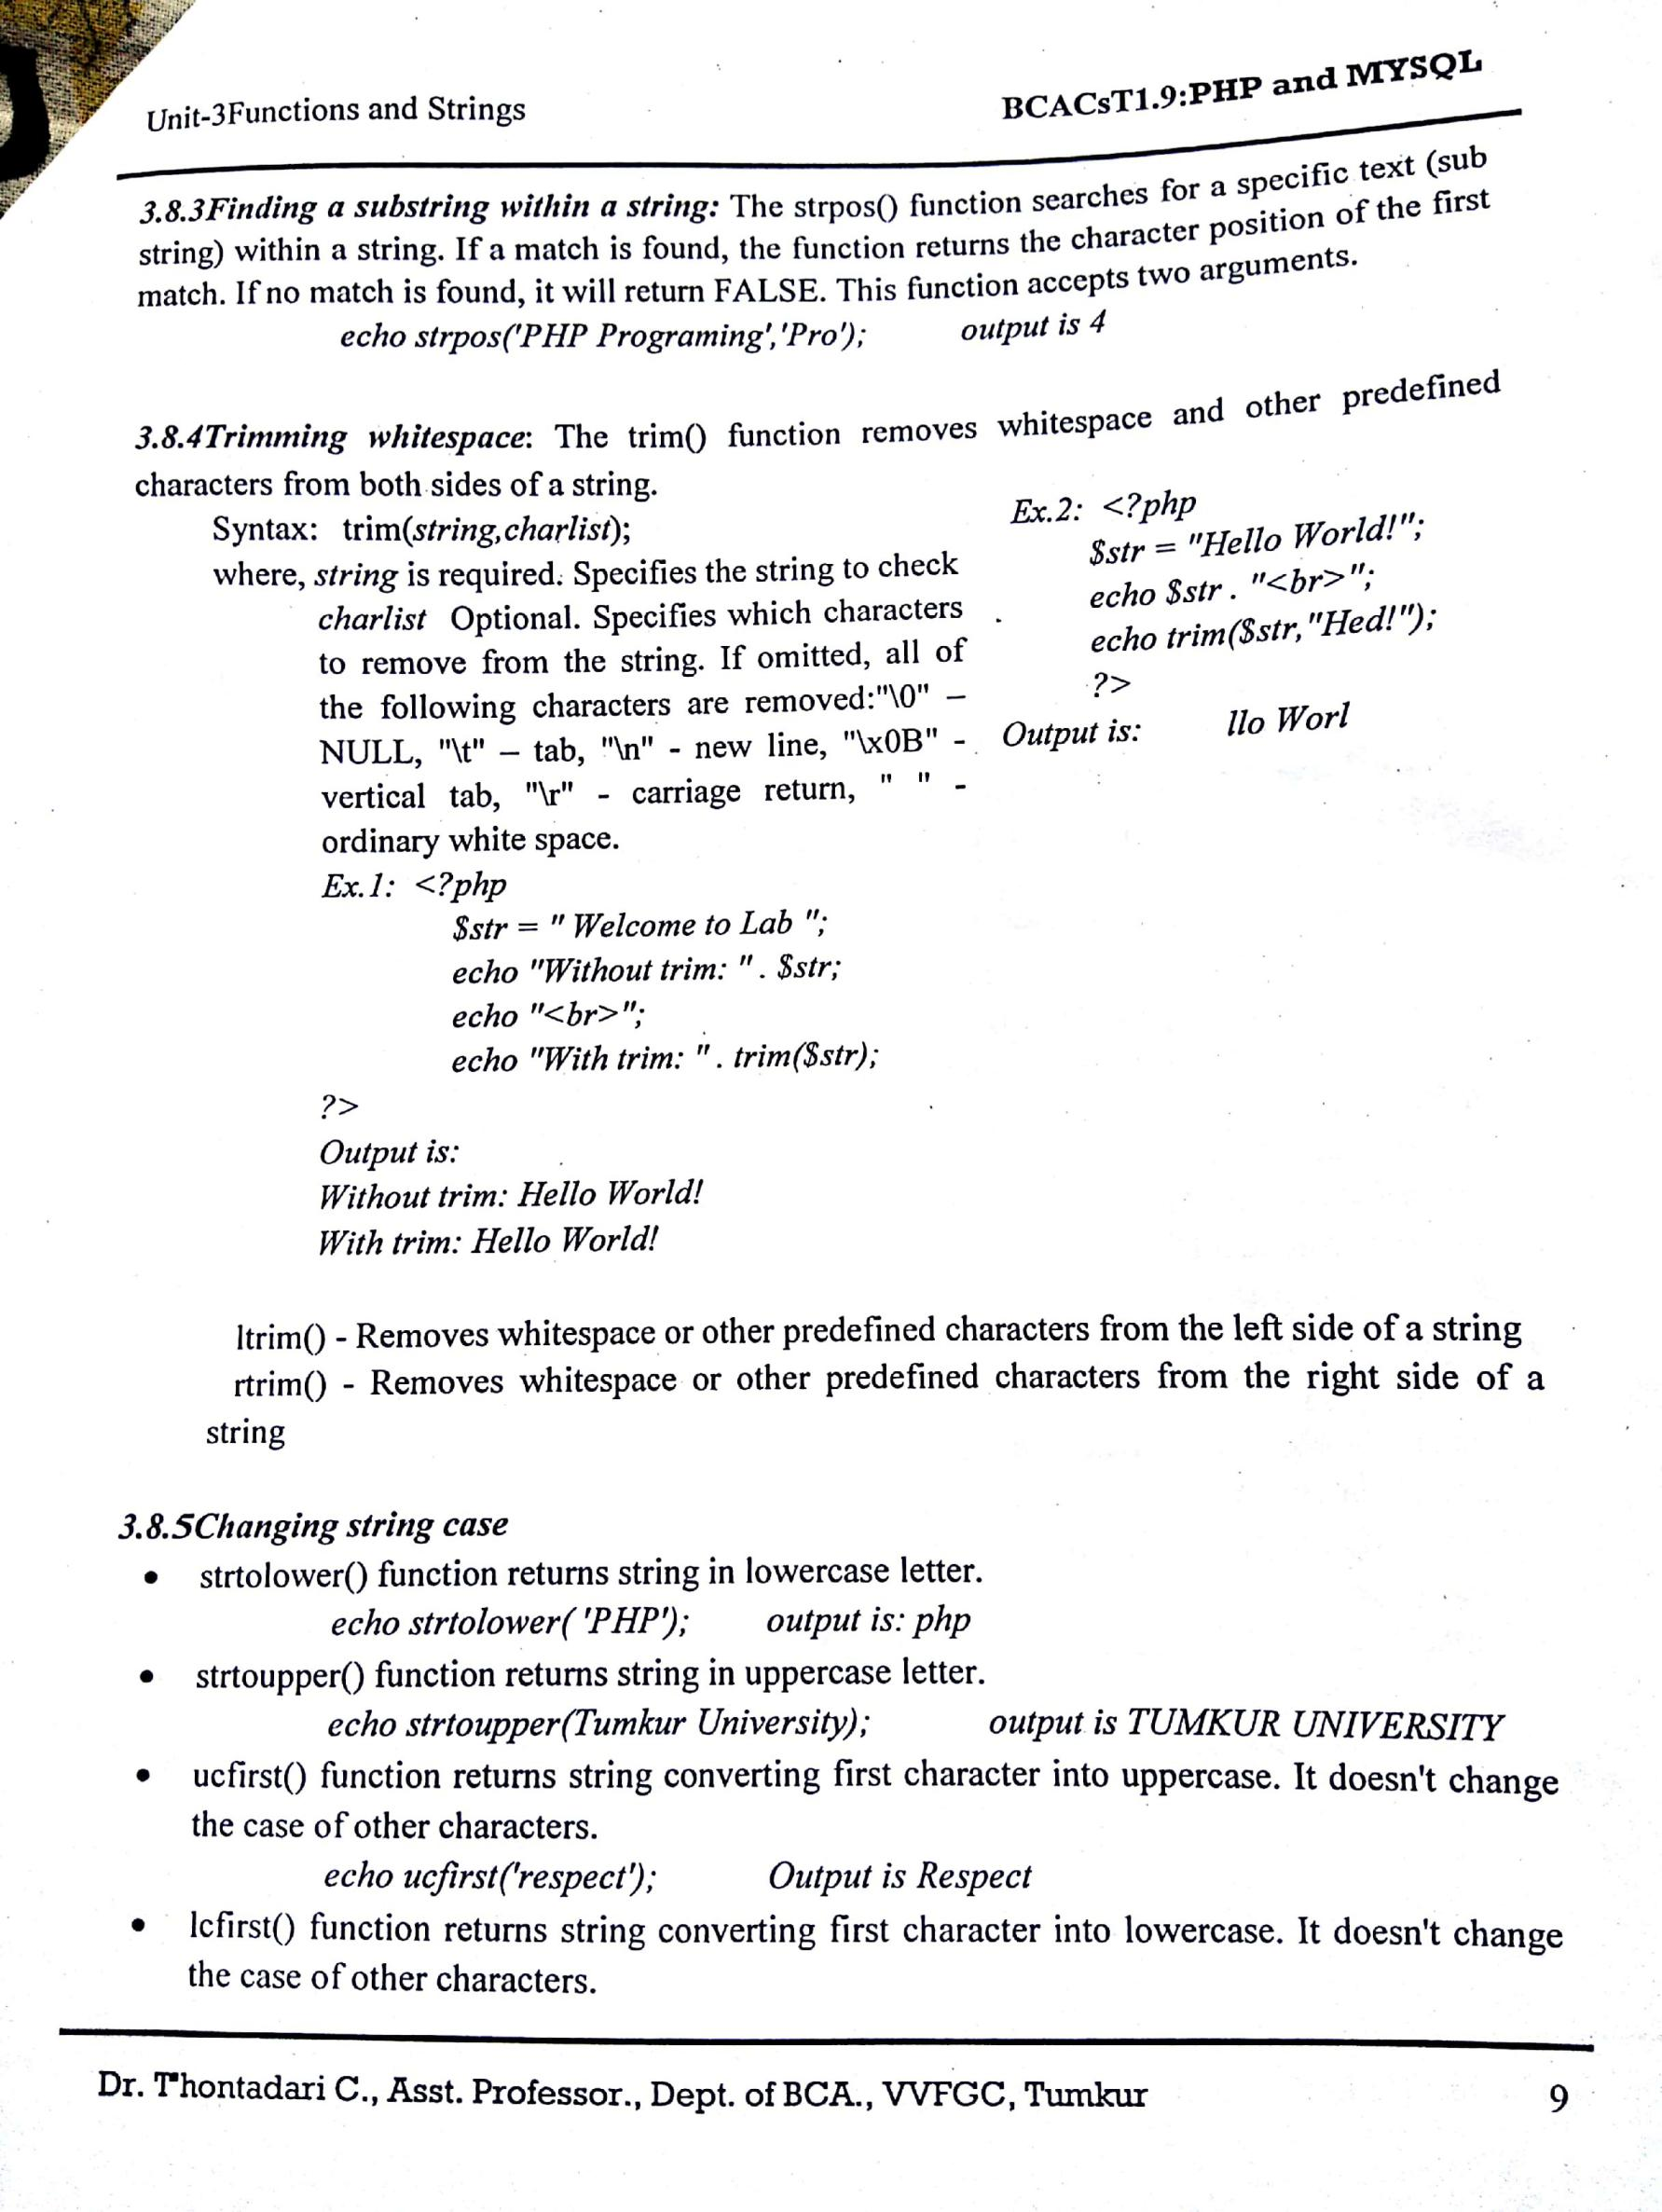 Unit-3Functions and Strings
BCACsT1.9:PHP and MYSQL
3.8.3Finding a substring within a string: The strpos() function searches for a specific text (sub
string) within a string. If a match is found, the function returns the character position of the first
match. If no match is found, it will return FALSE. This function accepts two arguments.
echo strpos('PHP Programing','Pro'); output is 4
3.8.4Trimming whitespace: The trim() function removes whitespace and other predefined
characters from both sides of a string.
Syntax: trim(string,charlist);
where, string is required. Specifies the string to check
charlist Optional. Specifies which characters
to remove from the string. If omitted, all of
the following characters are removed:"\0" –
NULL, "\t" – tab, "\n" - new line, "\x0B" -
vertical tab, "\r" - carriage return, " " -
ordinary white space.
Ex.1: <?php
$str = " Welcome to Lab ";
echo "Without trim: " . $str;
echo "<br>";
echo "With trim: " . trim($str);
?>
Output is:
Without trim: Hello World!
With trim: Hello World!
Ex.2: <?php
$str = "Hello World!";
echo $str . "<br>";
echo trim($str,"Hed!");
?>
Output is: llo Worl
ltrim() - Removes whitespace or other predefined characters from the left side of a string
rtrim() - Removes whitespace or other predefined characters from the right side of a
string
3.8.5Changing string case
• strtolower() function returns string in lowercase letter.
echo strtolower( 'PHP'); output is: php
• strtoupper() function returns string in uppercase letter.
echo strtoupper(Tumkur University); output is TUMKUR UNIVERSITY
• ucfirst() function returns string converting first character into uppercase. It doesn't change
the case of other characters.
echo ucfirst('respect'); Output is Respect
• lcfirst() function returns string converting first character into lowercase. It doesn't change
the case of other characters.
Dr. Thontadari C., Asst. Professor., Dept. of BCA., VVFGC, Tumkur
9